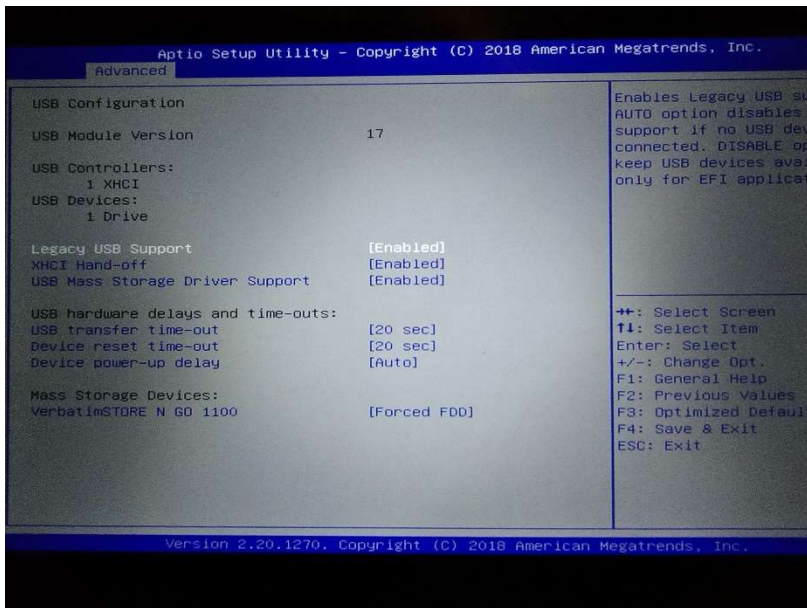 Aptio Setup Utility – Copyright (C) 2018 American Megatrends, Inc.
Advanced
USB Configuration
USB Module Version 17
USB Controllers:
1 XHCI
USB Devices:
1 Drive
Legacy USB Support [Enabled]
XHCI Hand-off [Enabled]
USB Mass Storage Driver Support [Enabled]
USB hardware delays and time-outs:
USB transfer time-out [20 sec]
Device reset time-out [20 sec]
Device power-up delay [Auto]
Mass Storage Devices:
VerbatimSTORE N GO 1100 [Forced FDD]
Enables Legacy USB su
AUTO option disables
support if no USB dev
connected. DISABLE op
keep USB devices avai
only for EFI applicat
→←: Select Screen
↑↓: Select Item
Enter: Select
+/-: Change Opt.
F1: General Help
F2: Previous Values
F3: Optimized Defaul
F4: Save & Exit
ESC: Exit
Version 2.20.1270. Copyright (C) 2018 American Megatrends, Inc.